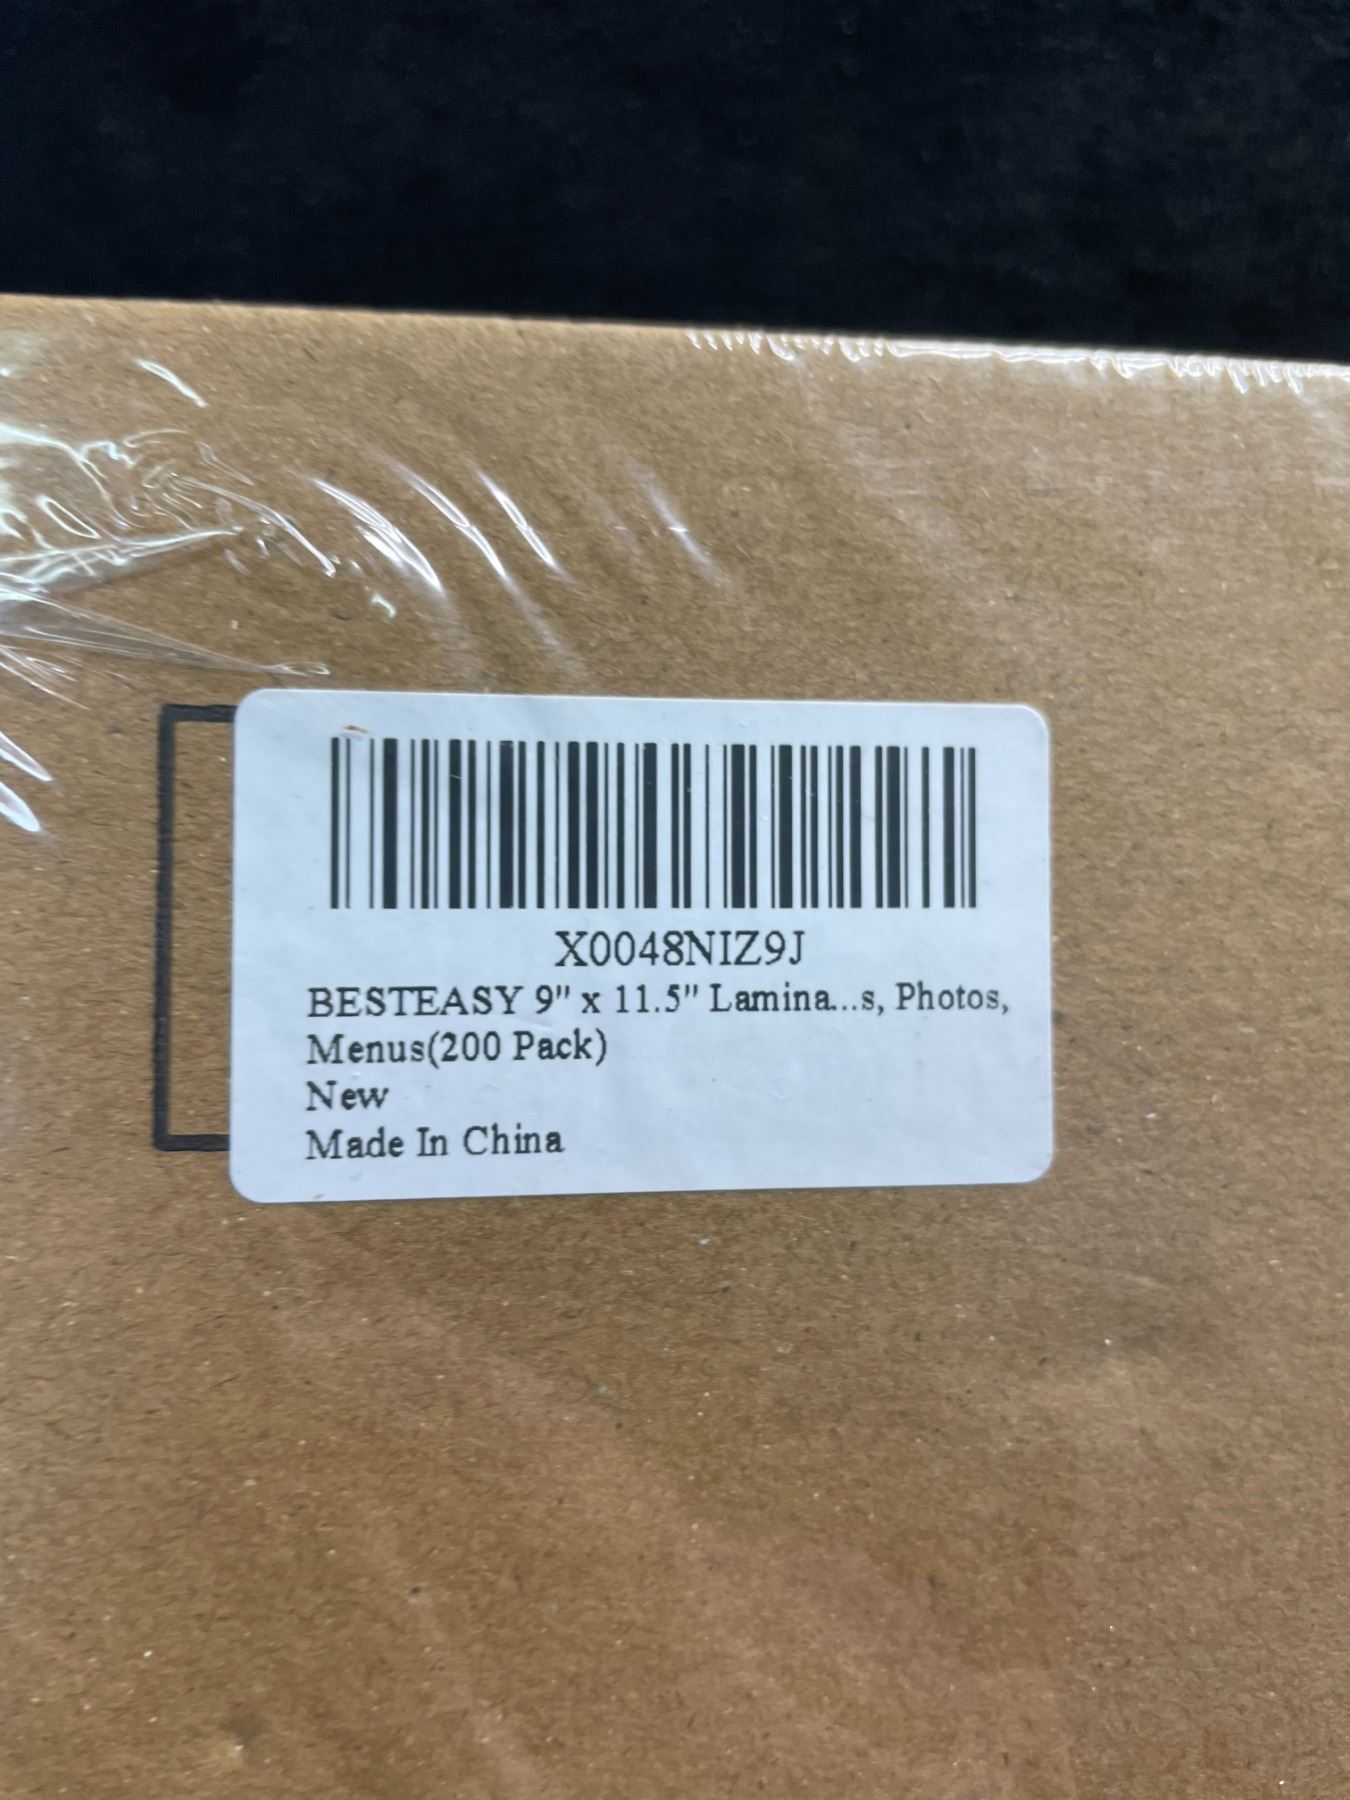 X0048NIZ9J
BESTEASY 9" x 11.5" Lamina...s, Photos,
Menus(200 Pack)
New
Made In China